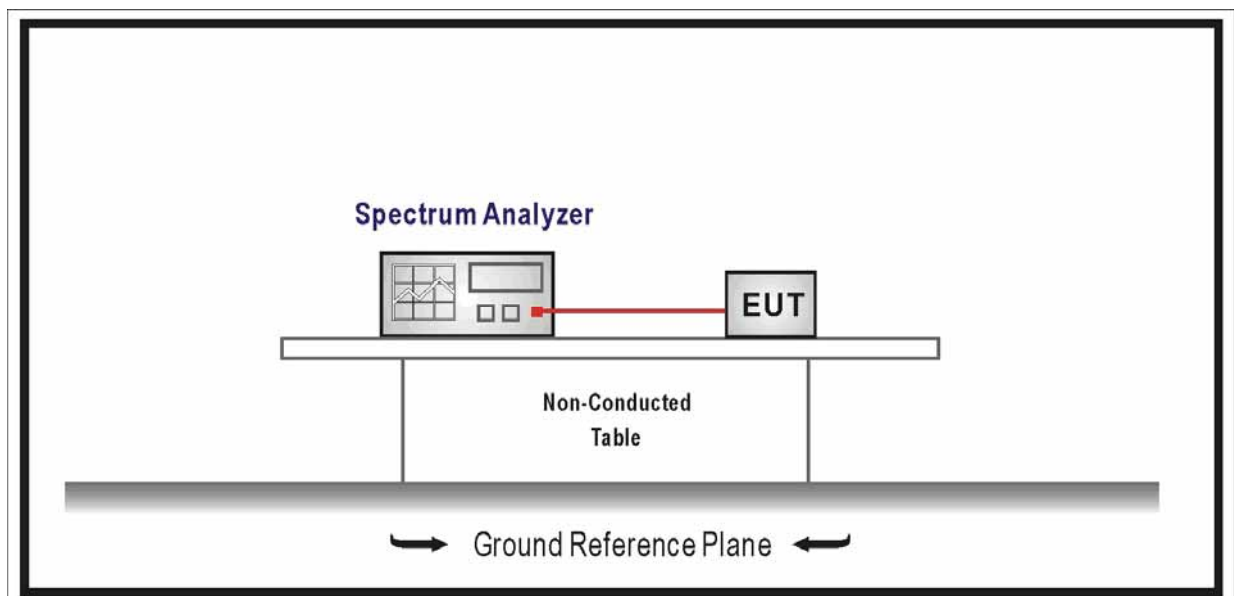 Spectrum Analyzer
EUT
Non-Conducted
Table
Ground Reference Plane